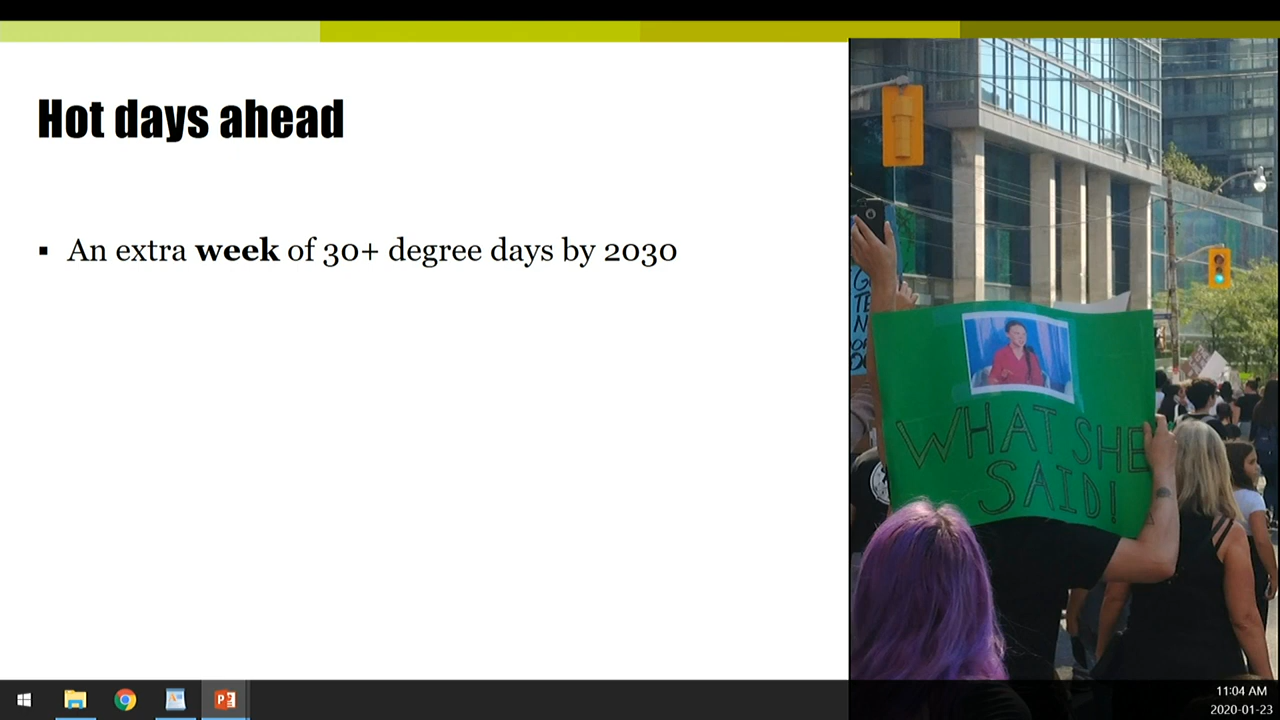 Hot days ahead
▪ An extra week of 30+ degree days by 2030
WHAT SHE
SAID!
11:04 AM
2020-01-23